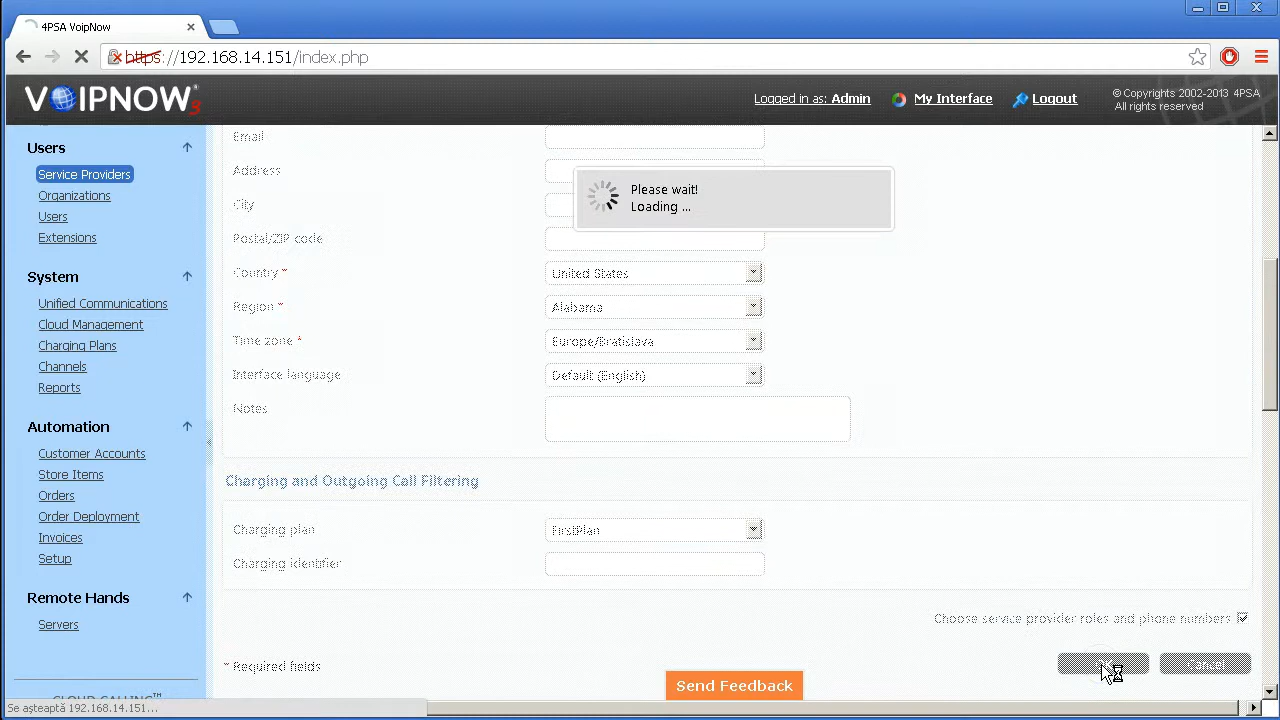 4PSA VoipNow
https://192.168.14.151/index.php
VOIPNOW3
Logged in as: Admin
My Interface
Logout
© Copyrights 2002-2013 4PSA
All rights reserved
Users
Service Providers
Organizations
Users
Extensions
System
Unified Communications
Cloud Management
Charging Plans
Channels
Reports
Automation
Customer Accounts
Store Items
Orders
Order Deployment
Invoices
Setup
Remote Hands
Servers
Email
Address
City
Postal/ZIP code
Country *
United States
Region *
Alabama
Time zone *
Europe/Bratislava
Interface language
Default (English)
Notes
Please wait!
Loading ...
Charging and Outgoing Call Filtering
Charging plan
FirstPlan
Charging identifier
Choose service provider roles and phone numbers
* Required fields
Send Feedback
Se aşteaptă 192.168.14.151...